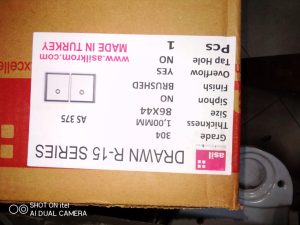 asil
DRAWN R-15 SERIES
Grade 304
Thickness 1,00MM
Size 86X44
Siphon NO
Finish BRUSHED
Overflow YES
Tap Hole NO
Pcs 1
AS 375
MADE IN TURKEY
www.asilkrom.com
SHOT ON itel
AI DUAL CAMERA